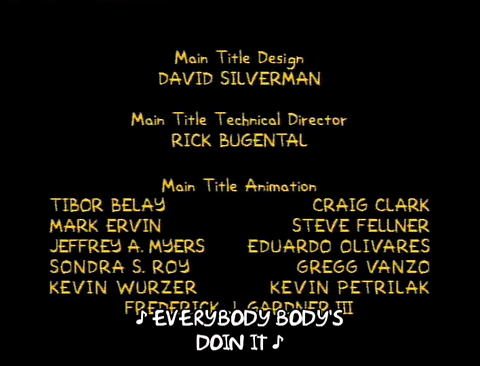 Main Title Design
DAVID SILVERMAN
Main Title Technical Director
RICK BUGENTAL
Main Title Animation
TIBOR BELAY CRAIG CLARK
MARK ERVIN STEVE FELLNER
JEFFREY A. MYERS EDUARDO OLIVARES
SONDRA S. ROY GREGG VANZO
KEVIN WURZER KEVIN PETRILAK
FREDERICK J. GARDNER III
♪ EVERYBODY BODY'S
DOIN IT ♪